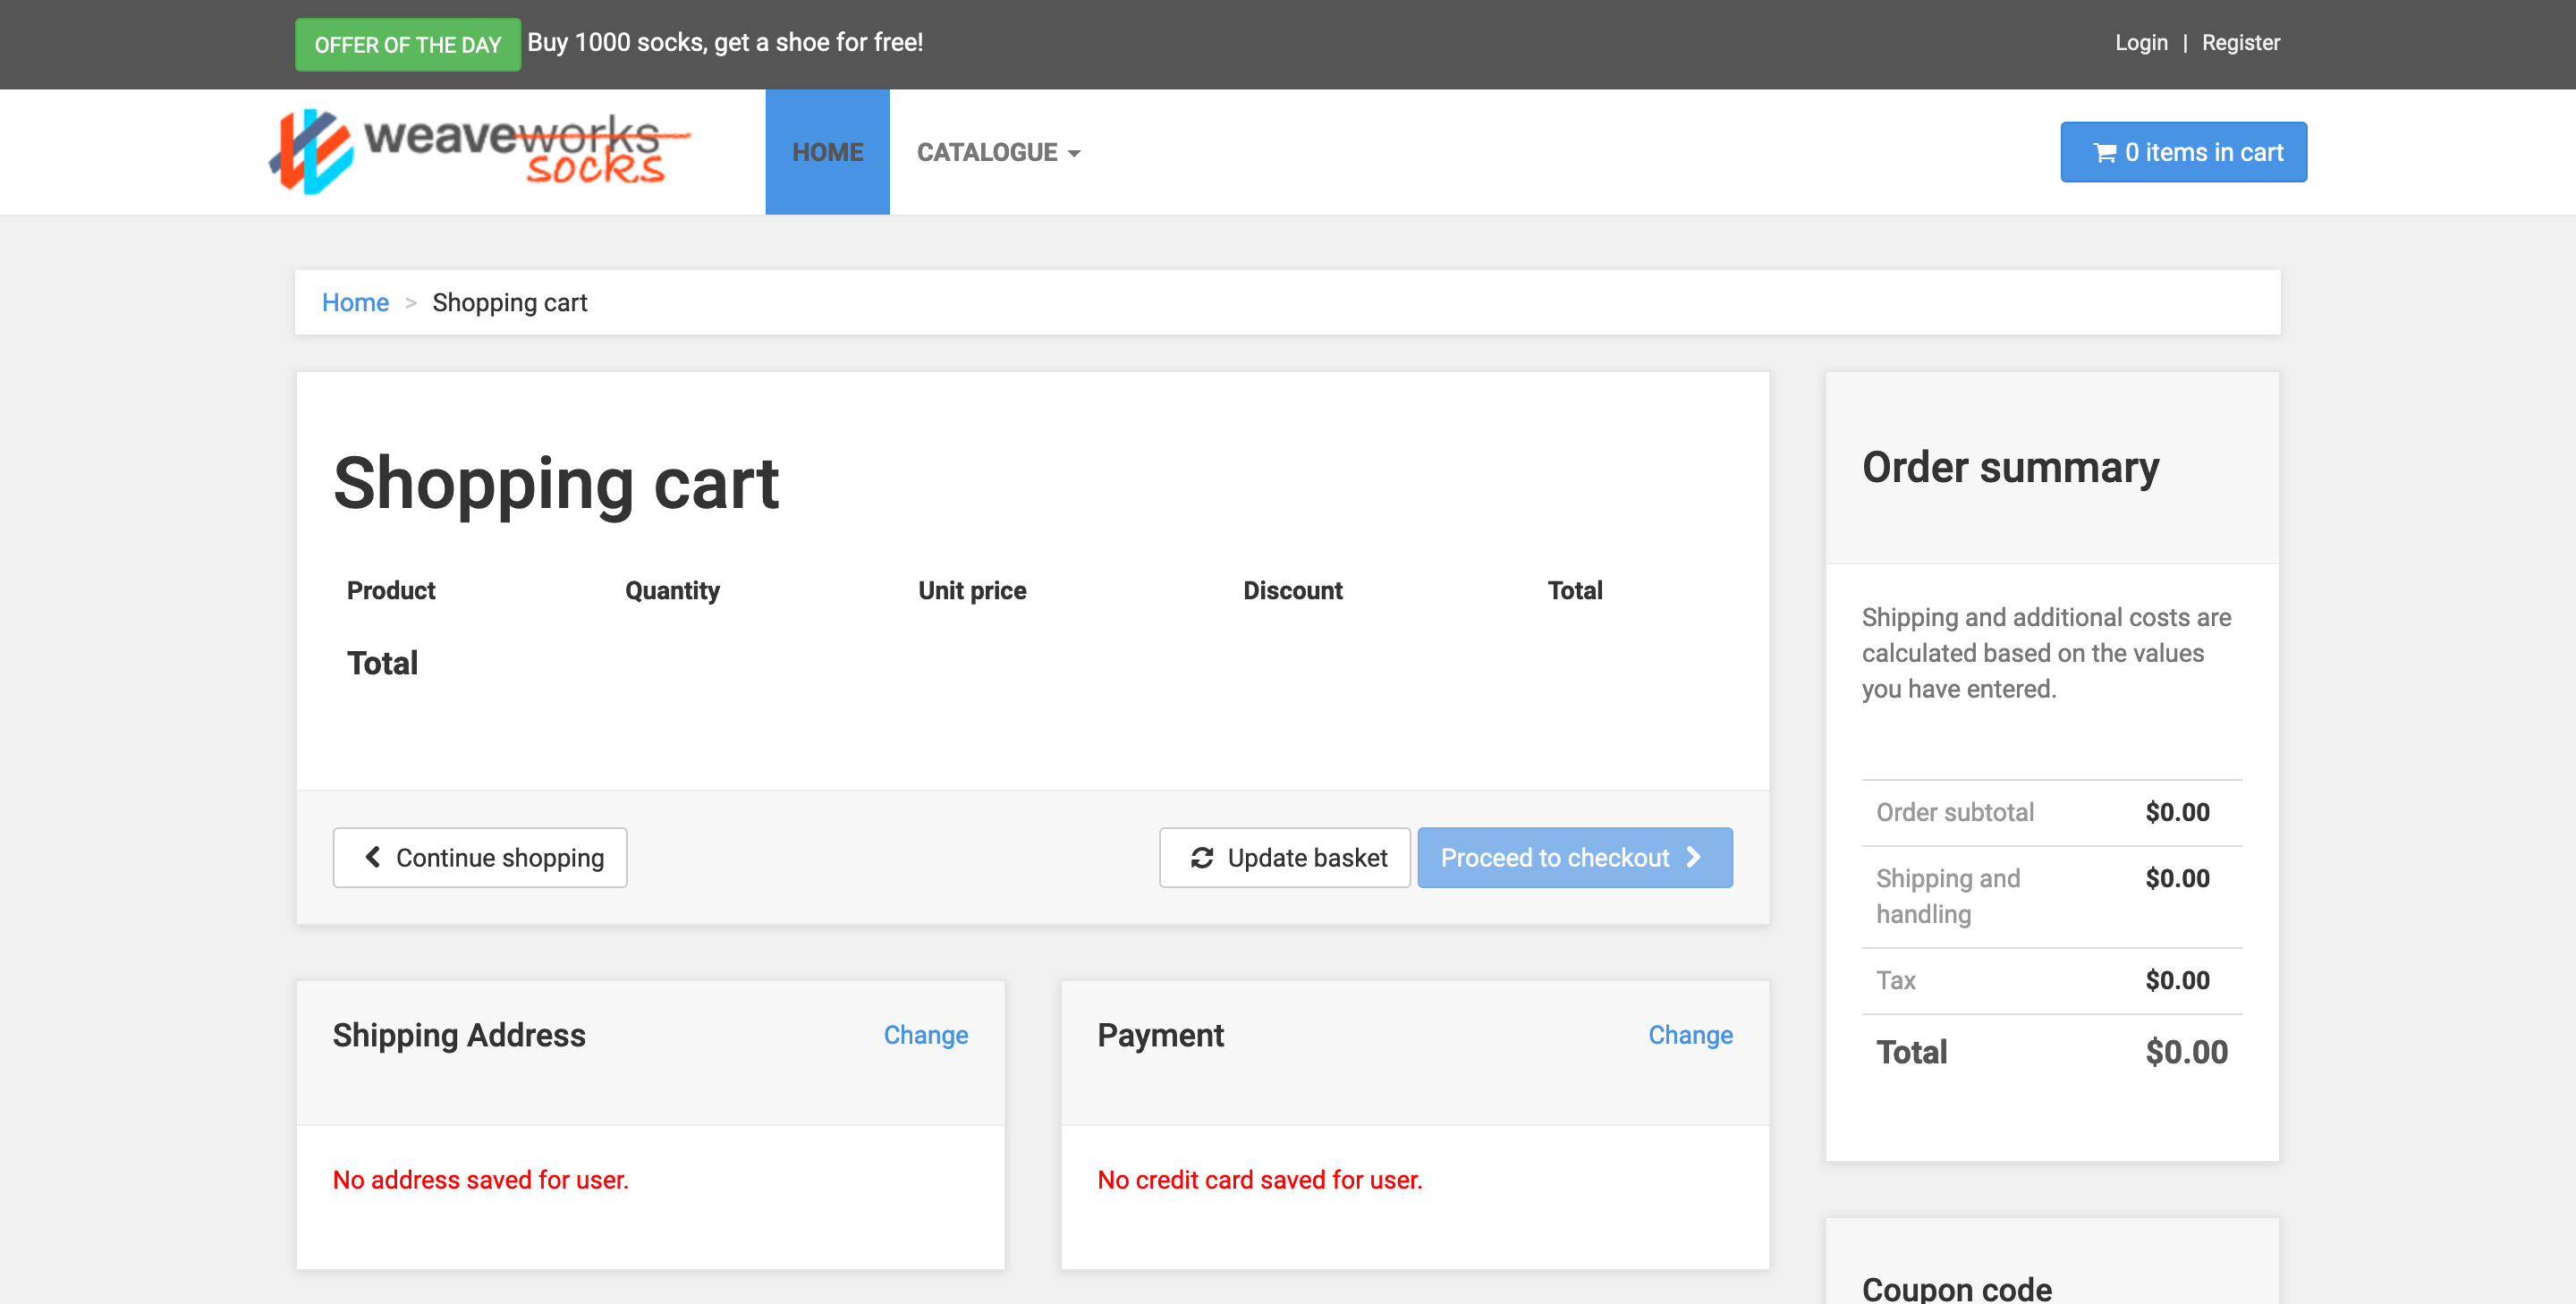 OFFER OF THE DAY Buy 1000 socks, get a shoe for free!
Login | Register
weaveworks
socks
HOME
CATALOGUE
0 items in cart
Home > Shopping cart
Shopping cart
Product Quantity Unit price Discount Total
Total
Continue shopping
Update basket
Proceed to checkout
Shipping Address Change
No address saved for user.
Payment Change
No credit card saved for user.
Order summary
Shipping and additional costs are
calculated based on the values
you have entered.
Order subtotal $0.00
Shipping and $0.00
handling
Tax $0.00
Total $0.00
Coupon code